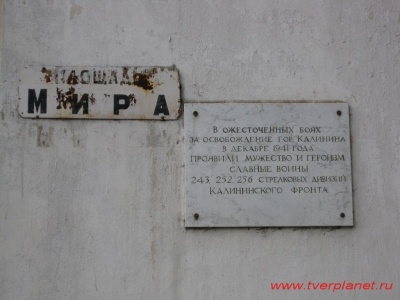 ПЛОЩАДЬ
МИРА
В ОЖЕСТОЧЕННЫХ БОЯХ
ЗА ОСВОБОЖДЕНИЕ ГОР. КАЛИНИНА
В ДЕКАБРЕ 1941 ГОДА
ПРОЯВИЛИ МУЖЕСТВО И ГЕРОИЗМ
СЛАВНЫЕ ВОИНЫ
243, 252, 256 СТРЕЛКОВЫХ ДИВИЗИЙ
КАЛИНИНСКОГО ФРОНТА
www.tverplanet.ru